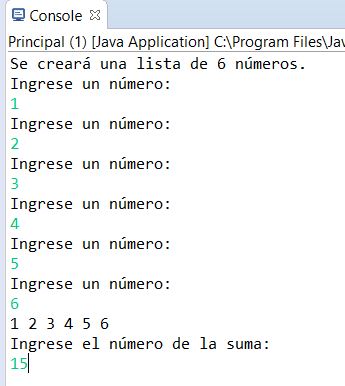 Console
Principal (1) [Java Application] C:\Program Files\Jav
Se creará una lista de 6 números.
Ingrese un número:
1
Ingrese un número:
2
Ingrese un número:
3
Ingrese un número:
4
Ingrese un número:
5
Ingrese un número:
6
1 2 3 4 5 6
Ingrese el número de la suma:
15